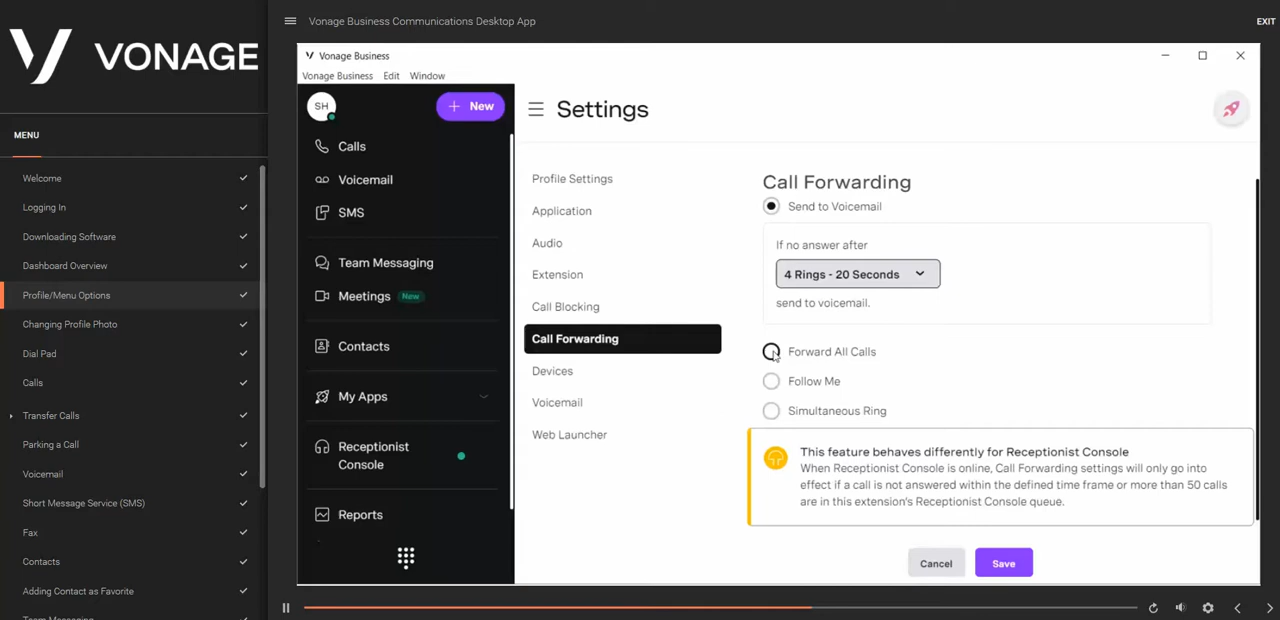 VONAGE
MENU
Welcome
Logging In
Downloading Software
Dashboard Overview
Profile/Menu Options
Changing Profile Photo
Dial Pad
Calls
Transfer Calls
Parking a Call
Voicemail
Short Message Service (SMS)
Fax
Contacts
Adding Contact as Favorite
Team Messaging
Vonage Business Communications Desktop App
EXIT
Vonage Business
Vonage Business Edit Window
SH
+ New
Calls
Voicemail
SMS
Team Messaging
Meetings New
Contacts
My Apps
Receptionist
Console
Reports
Settings
Profile Settings
Application
Audio
Extension
Call Blocking
Call Forwarding
Devices
Voicemail
Web Launcher
Call Forwarding
Send to Voicemail
If no answer after
4 Rings - 20 Seconds
send to voicemail.
Forward All Calls
Follow Me
Simultaneous Ring
This feature behaves differently for Receptionist Console
When Receptionist Console is online, Call Forwarding settings will only go into
effect if a call is not answered within the defined time frame or more than 50 calls
are in this extension's Receptionist Console queue.
Cancel
Save